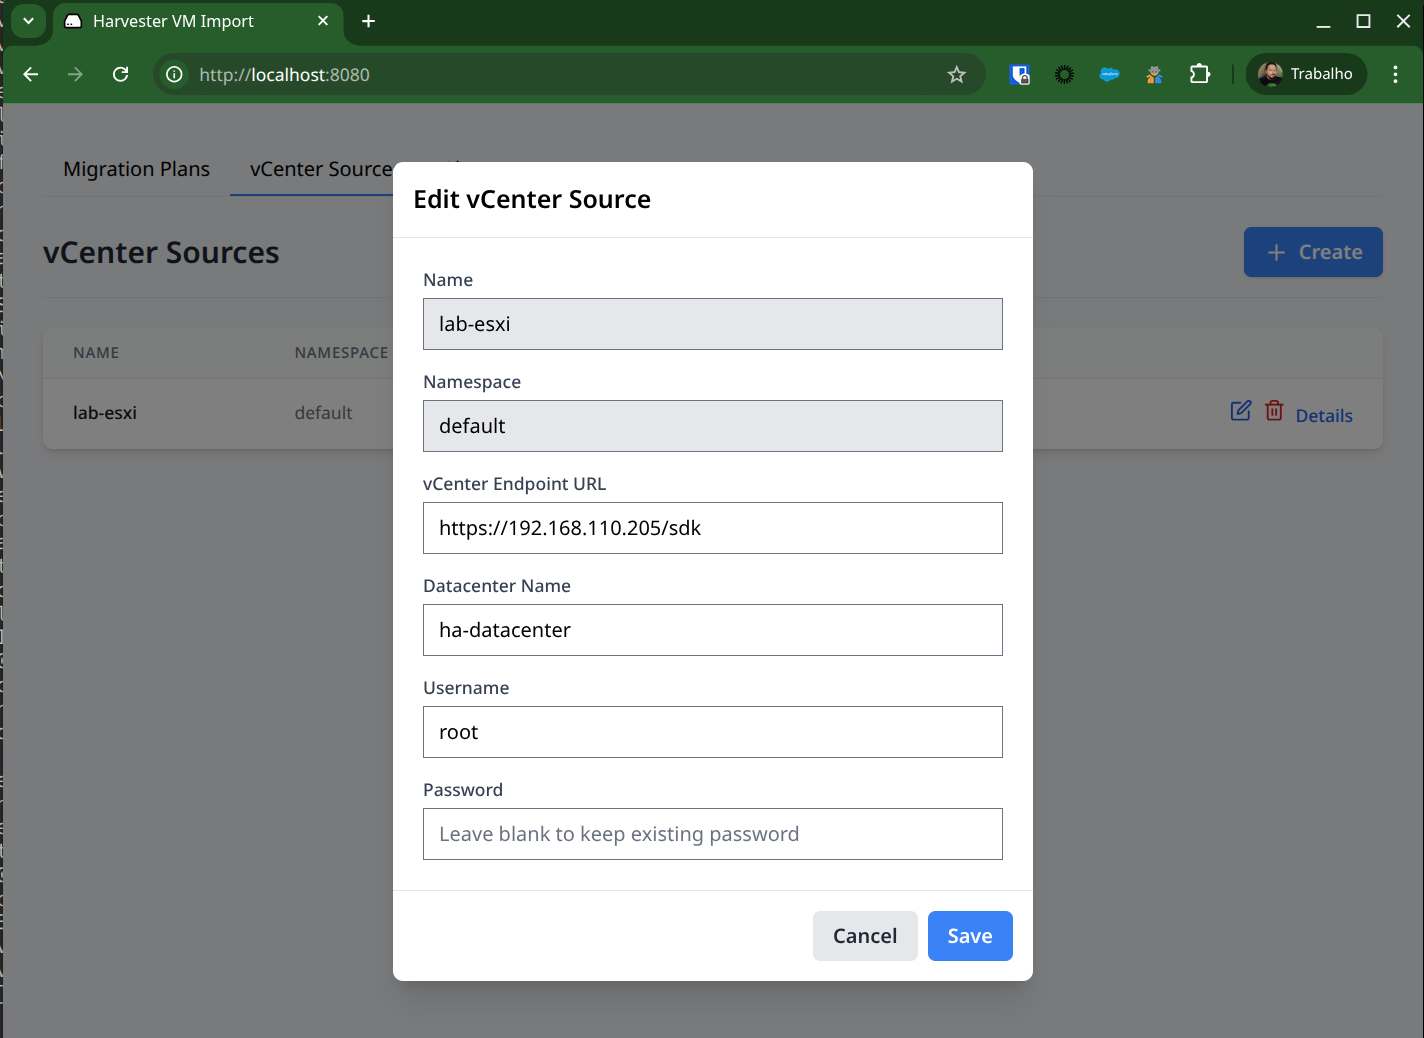 Harvester VM Import
http://localhost:8080
Trabalho
Migration Plans
vCenter Source
vCenter Sources
Create
NAME
NAMESPACE
lab-esxi
default
Details
Edit vCenter Source
Name
lab-esxi
Namespace
default
vCenter Endpoint URL
https://192.168.110.205/sdk
Datacenter Name
ha-datacenter
Username
root
Password
Leave blank to keep existing password
Cancel
Save